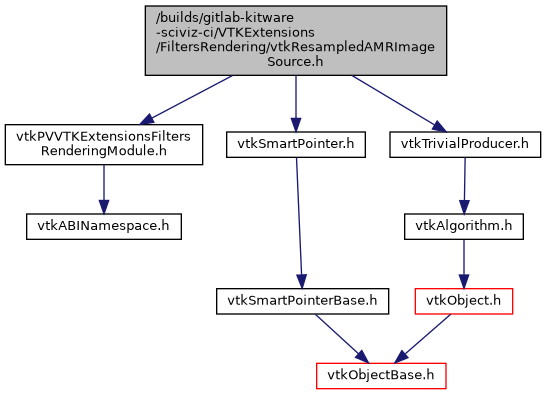 /builds/gitlab-kitware
-sciviz-ci/VTKExtensions
/FiltersRendering/vtkResampledAMRImage
Source.h
vtkPVVTKExtensionsFilters
RenderingModule.h
vtkSmartPointer.h
vtkTrivialProducer.h
vtkABINamespace.h
vtkAlgorithm.h
vtkSmartPointerBase.h
vtkObject.h
vtkObjectBase.h